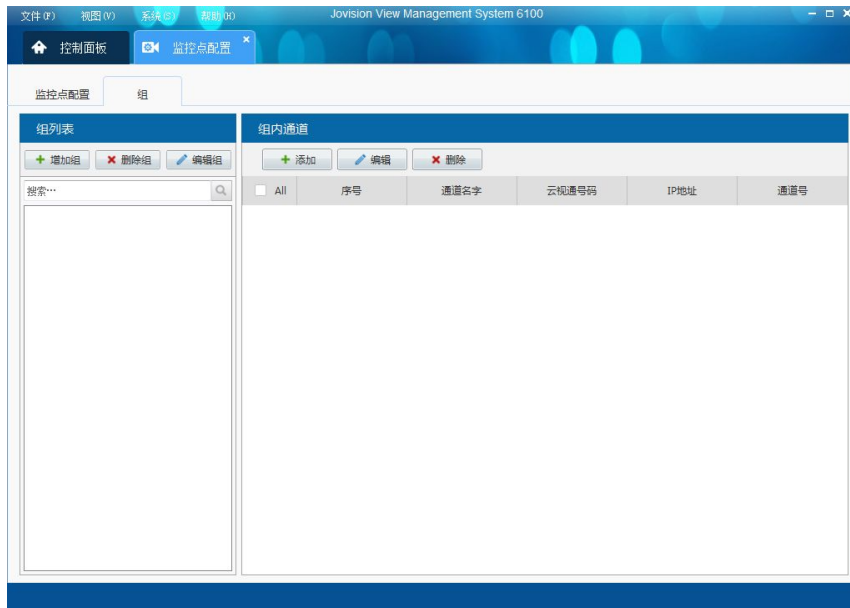 文件(F) 视图(V) 系统(S) 帮助(H) Jovision View Management System 6100
控制面板 监控点配置
监控点配置 组
组列表 组内通道
增加组 删除组 编辑组 添加 编辑 删除
搜索…
All 序号 通道名字 云视通号码 IP地址 通道号